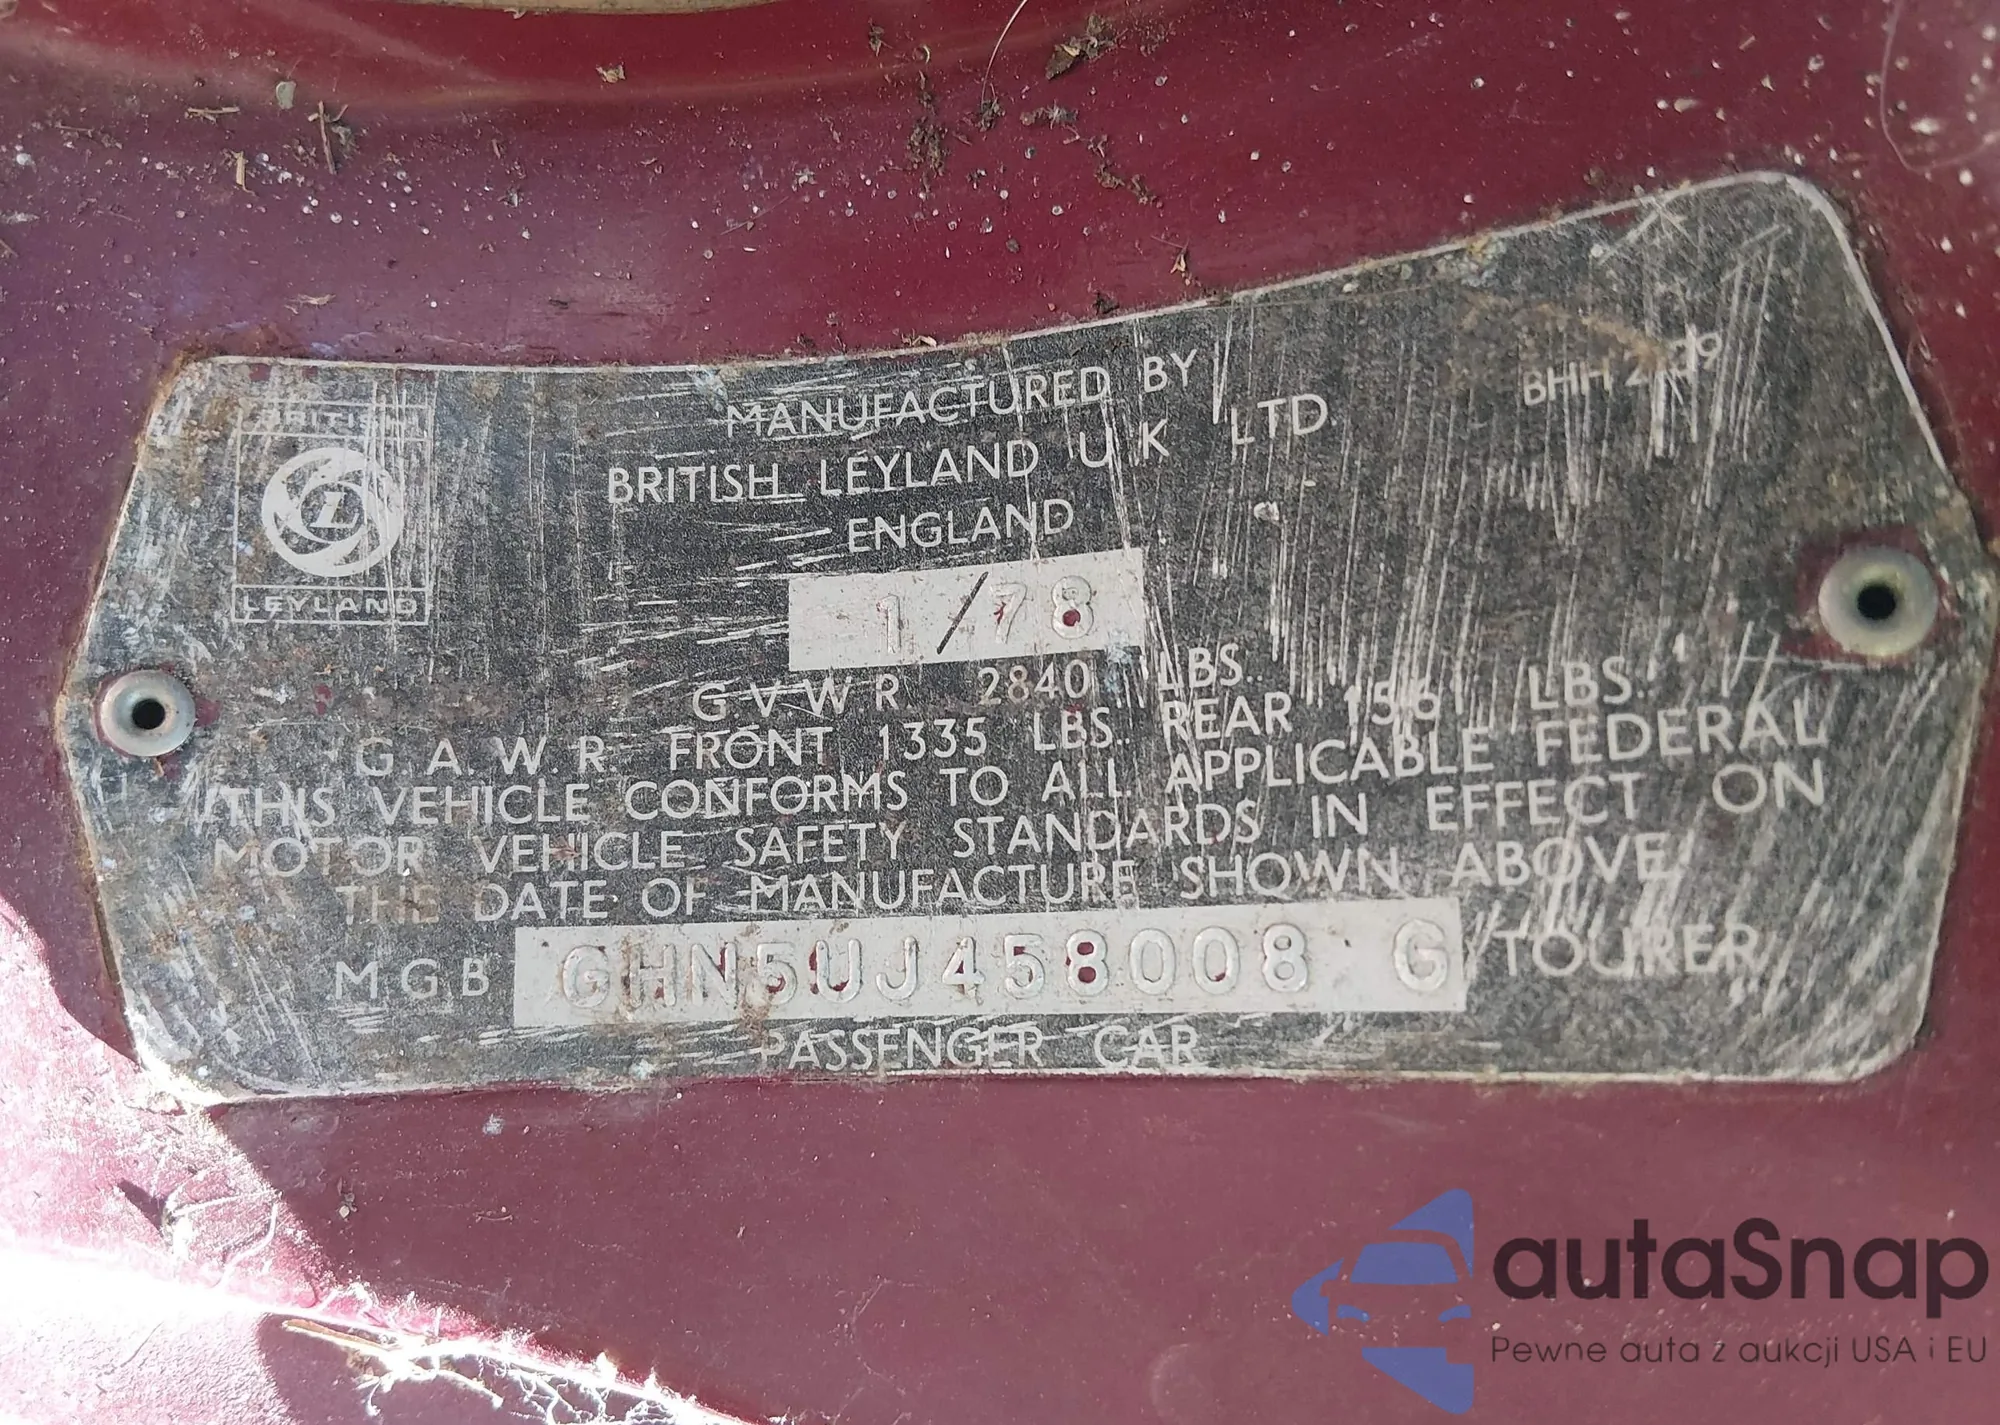 BRITISH
L
LEYLAND
MANUFACTURED BY
BRITISH LEYLAND U K LTD.
ENGLAND
1/78
G.V.W R. 2840 LBS.
G. A. W. R. FRONT 1335 LBS. REAR 1561 LBS.
THIS VEHICLE CONFORMS TO ALL APPLICABLE FEDERAL
MOTOR VEHICLE SAFETY STANDARDS IN EFFECT ON
THE DATE OF MANUFACTURE SHOWN ABOVE
MGB GHN5UJ458008 G TOURER
PASSENGER CAR
autaSnap
Pewne auta z aukcji USA i EU